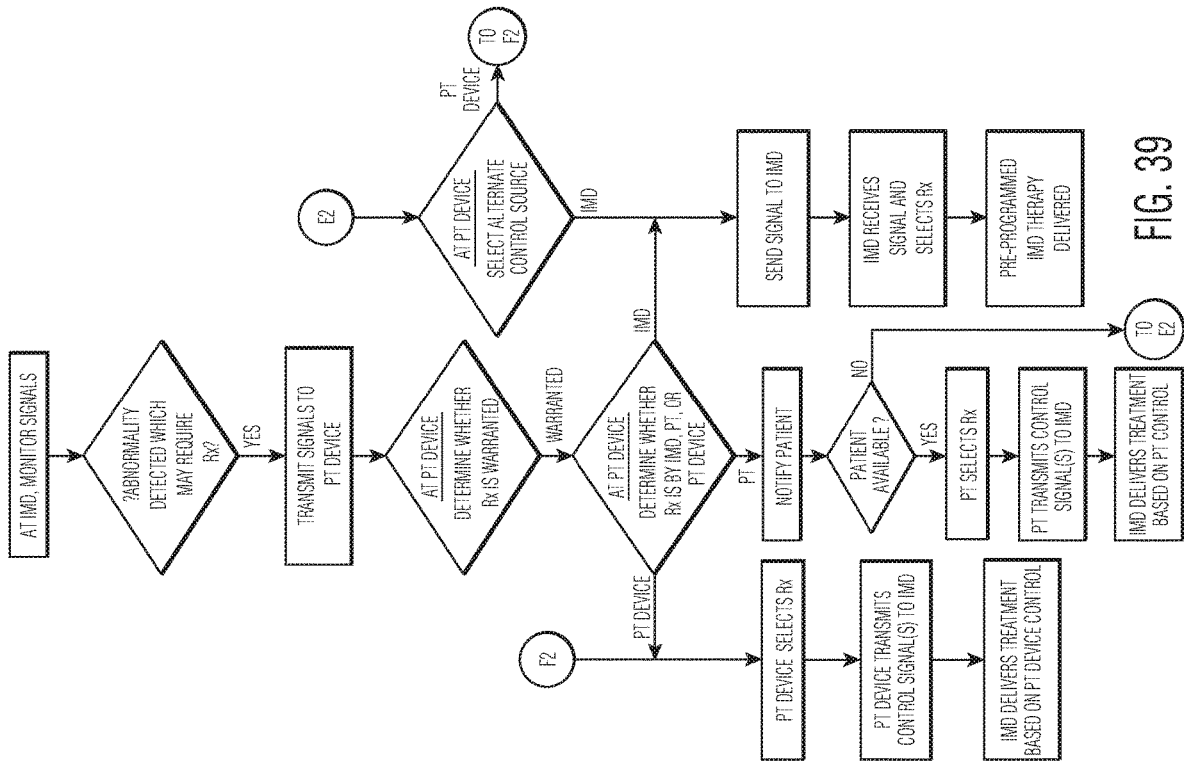 AT IMD, MONITOR SIGNALS
?ABNORMALITY
DETECTED WHICH
MAY REQUIRE
Rx?
YES
TRANSMIT SIGNALS TO
PT DEVICE
AT PT DEVICE
DETERMINE WHETHER
Rx IS WARRANTED
WARRANTED
AT PT DEVICE
DETERMINE WHETHER
Rx IS BY IMD, PT, OR
PT DEVICE
PT DEVICE
IMD
PT
E2
AT PT DEVICE
SELECT ALTERNATE
CONTROL SOURCE
PT
DEVICE
TO
F2
IMD
SEND SIGNAL TO IMD
IMD RECEIVES
SIGNAL AND
SELECTS Rx
PRE-PROGRAMMED
IMD THERAPY
DELIVERED
NOTIFY PATIENT
PATIENT
AVAILABLE ?
NO
TO
E2
YES
PT SELECTS Rx
PT TRANSMITS CONTROL
SIGNAL(S) TO IMD
IMD DELIVERS TREATMENT
BASED ON PT CONTROL
F2
PT DEVICE SELECTS Rx
PT DEVICE TRANSMITS
CONTROL SIGNAL(S) TO IMD
IMD DELIVERS TREATMENT
BASED ON PT DEVICE CONTROL
FIG. 39